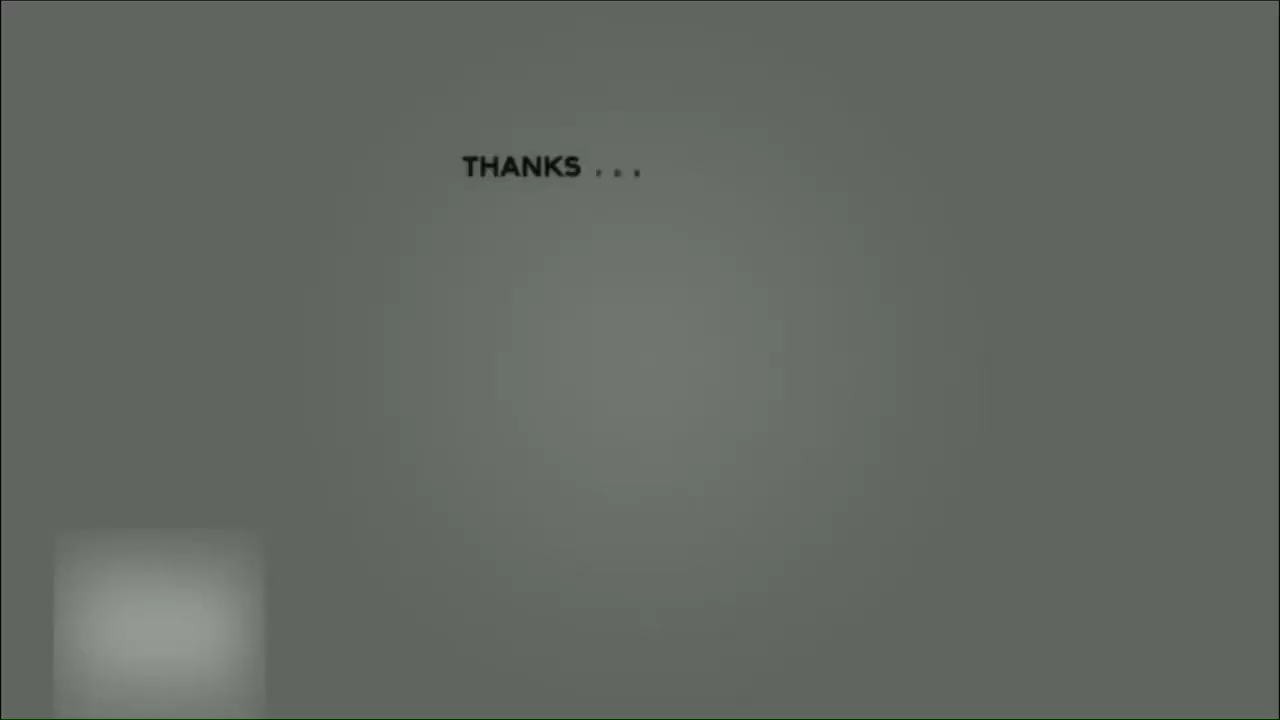 THANKS . . .